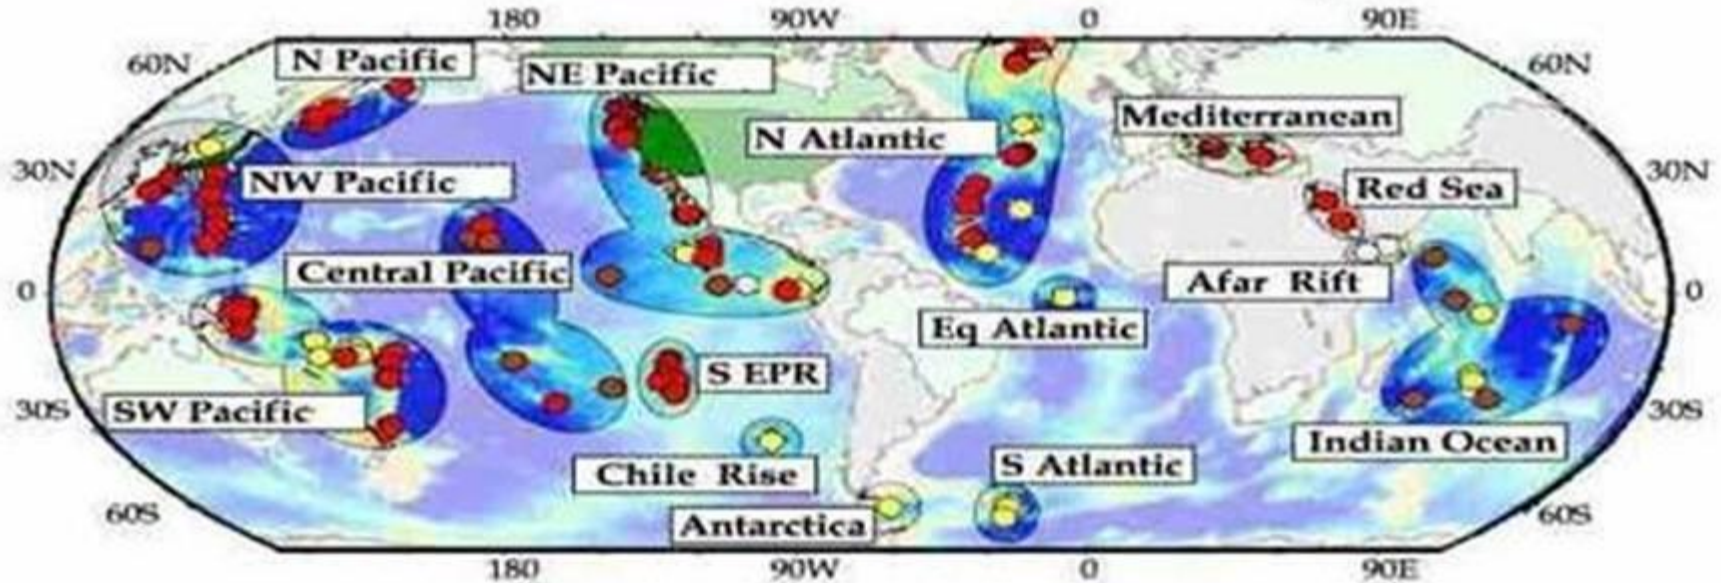 180 90W 0 90E
60N N Pacific NE Pacific 60N
N Atlantic Mediterranean
30N NW Pacific Red Sea 30N
Central Pacific Afar Rift
0 0
Eq Atlantic
S EPR
30S SW Pacific 30S
Indian Ocean
Chile Rise S Atlantic
60S Antarctica 60S
180 90W 0 90E